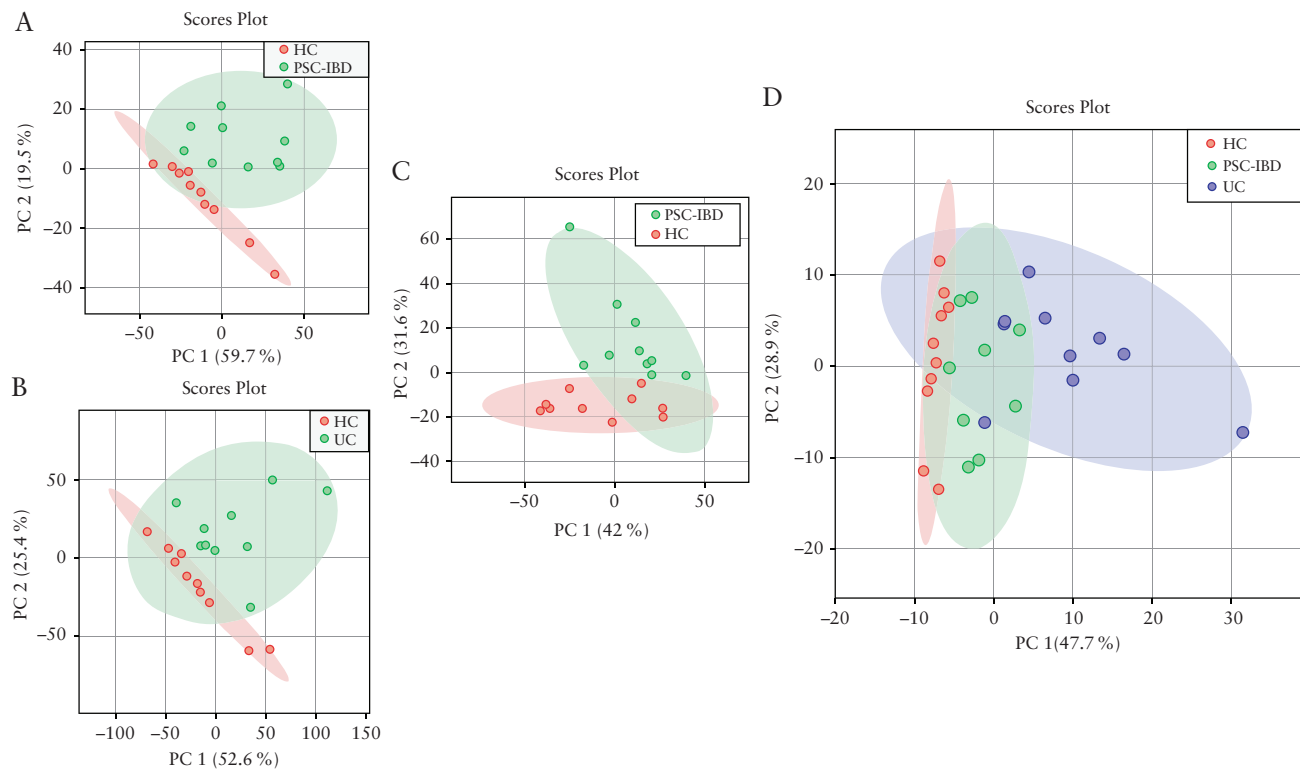 A
Scores Plot
HC
PSC-IBD
40
20
0
−20
−40
PC 2 (19.5 %)
−50
0
50
PC 1 (59.7 %)
B
Scores Plot
HC
UC
50
0
−50
PC 2 (25.4 %)
−100
−50
0
50
100
150
PC 1 (52.6 %)
C
Scores Plot
PSC-IBD
HC
60
40
20
0
−20
−40
PC 2 (31.6 %)
−50
0
50
PC 1 (42 %)
D
Scores Plot
HC
PSC-IBD
UC
20
10
0
−10
−20
PC 2 (28.9 %)
−20
−10
0
10
20
30
PC 1(47.7 %)